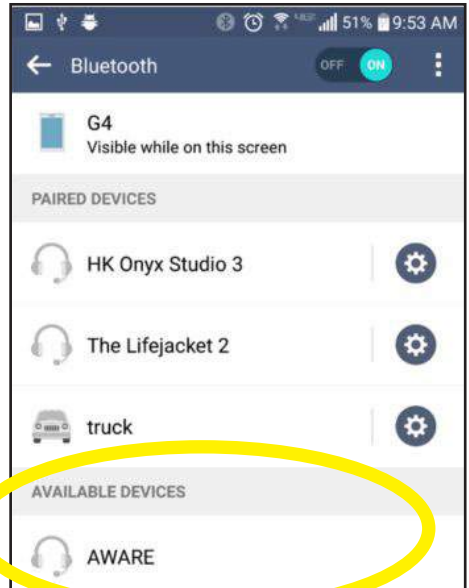 51% 9:53 AM
Bluetooth OFF ON
G4
Visible while on this screen
PAIRED DEVICES
HK Onyx Studio 3
The Lifejacket 2
truck
AVAILABLE DEVICES
AWARE